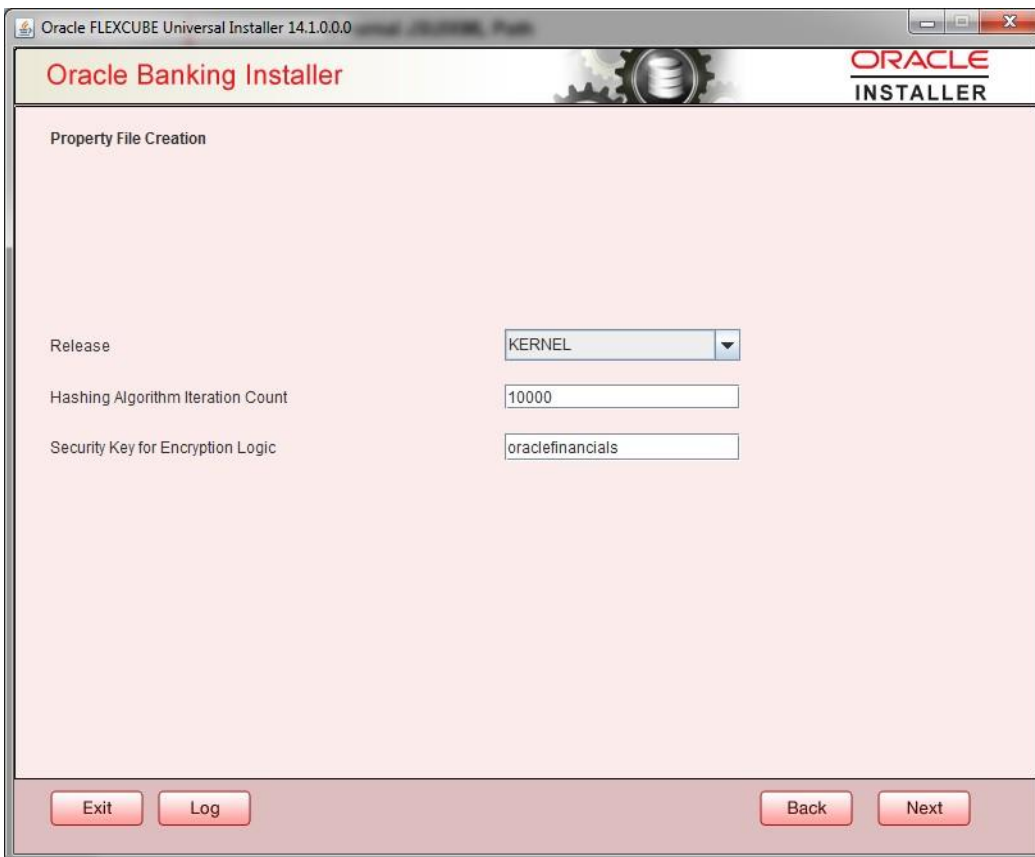 Oracle FLEXCUBE Universal Installer 14.1.0.0.0
Oracle Banking Installer
ORACLE
INSTALLER
Property File Creation
Release KERNEL
Hashing Algorithm Iteration Count 10000
Security Key for Encryption Logic oraclefinancials
Exit Log Back Next